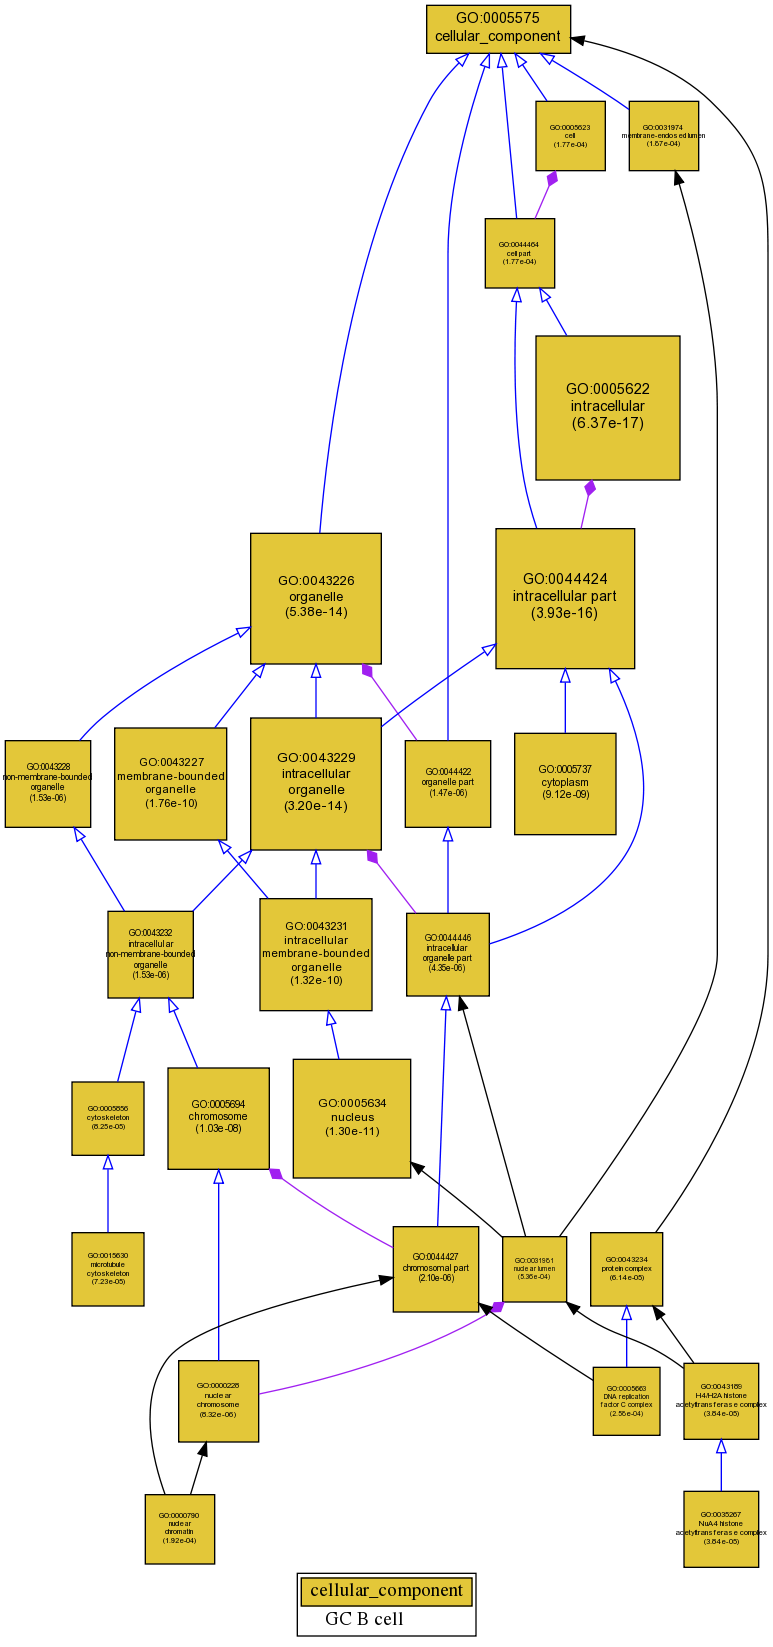 GO:0005575
cellular_component
GO:0005623
cell
(1.77e-04)
GO:0031974
membrane-enclosed lumen
(1.67e-04)
GO:0044464
cell part
(1.77e-04)
GO:0005622
intracellular
(6.37e-17)
GO:0043226
organelle
(5.38e-14)
GO:0044424
intracellular part
(3.93e-16)
GO:0043228
non-membrane-bounded
organelle
(1.53e-06)
GO:0043227
membrane-bounded
organelle
(1.76e-10)
GO:0043229
intracellular
organelle
(3.20e-14)
GO:0044422
organelle part
(1.47e-06)
GO:0005737
cytoplasm
(9.12e-09)
GO:0043232
intracellular
non-membrane-bounded
organelle
(1.53e-06)
GO:0043231
intracellular
membrane-bounded
organelle
(1.32e-10)
GO:0044446
intracellular
organelle part
(4.35e-06)
GO:0005856
cytoskeleton
(6.25e-05)
GO:0005694
chromosome
(1.03e-08)
GO:0005634
nucleus
(1.30e-11)
GO:0015630
microtubule
cytoskeleton
(7.23e-05)
GO:0044427
chromosomal part
(2.10e-06)
GO:0031981
nuclear lumen
(5.36e-04)
GO:0043234
protein complex
(6.14e-05)
GO:0000228
nuclear
chromosome
(8.32e-06)
GO:0005663
DNA replication
factor C complex
(2.56e-04)
GO:0043189
H4/H2A histone
acetyltransferase complex
(3.84e-05)
GO:0000790
nuclear
chromatin
(1.92e-04)
GO:0035267
NuA4 histone
acetyltransferase complex
(3.84e-05)
cellular_component
GC B cell